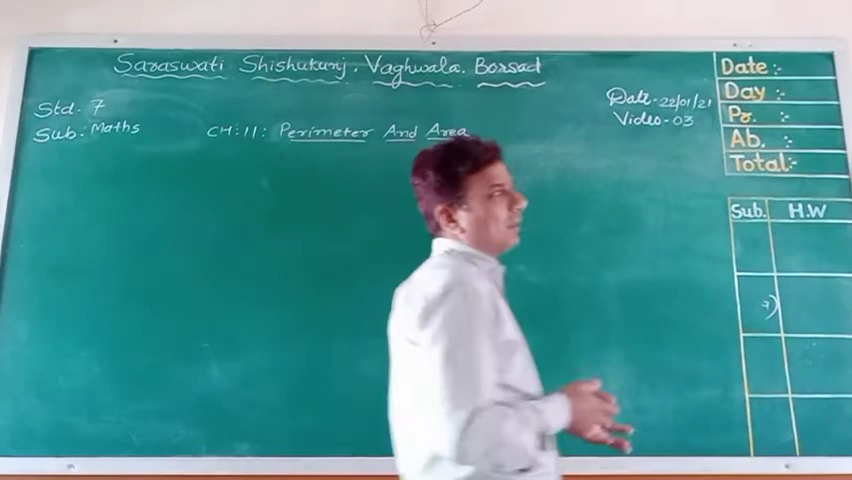 Saraswati Shishukunj. Vaghwala. Borsad
Std- 7
Sub- Maths
CH:11: Perimeter And Area
Date-22/01/21
Video-03
Date:-
Day :-
Pr. :-
Ab. :-
Total:-
Sub. H.W